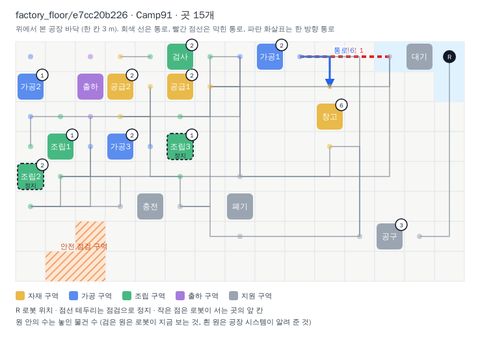 factory_floor/e7cc20b226 · Camp91 · 곳 15개
위에서 본 공장 바닥 (한 칸 3 m). 회색 선은 통로, 빨간 점선은 막힌 통로, 파란 화살표는 한 방향 통로
검사 2
가공1 2
통로6: 1
대기
R
가공2 1
출하
공급2 2
공급1 2
창고 6
조립1 1
가공3 2
조립3 1
정지
조립2 2
정지
충전
폐기
안전 점검 구역
공구 3
자재 구역
가공 구역
조립 구역
출하 구역
지원 구역
R 로봇 위치 · 점선 테두리는 점검으로 정지 · 작은 점은 로봇이 서는 곳의 앞 칸
원 안의 수는 놓인 물건 수 (검은 원은 로봇이 지금 보는 것, 흰 원은 공장 시스템이 알려 준 것)